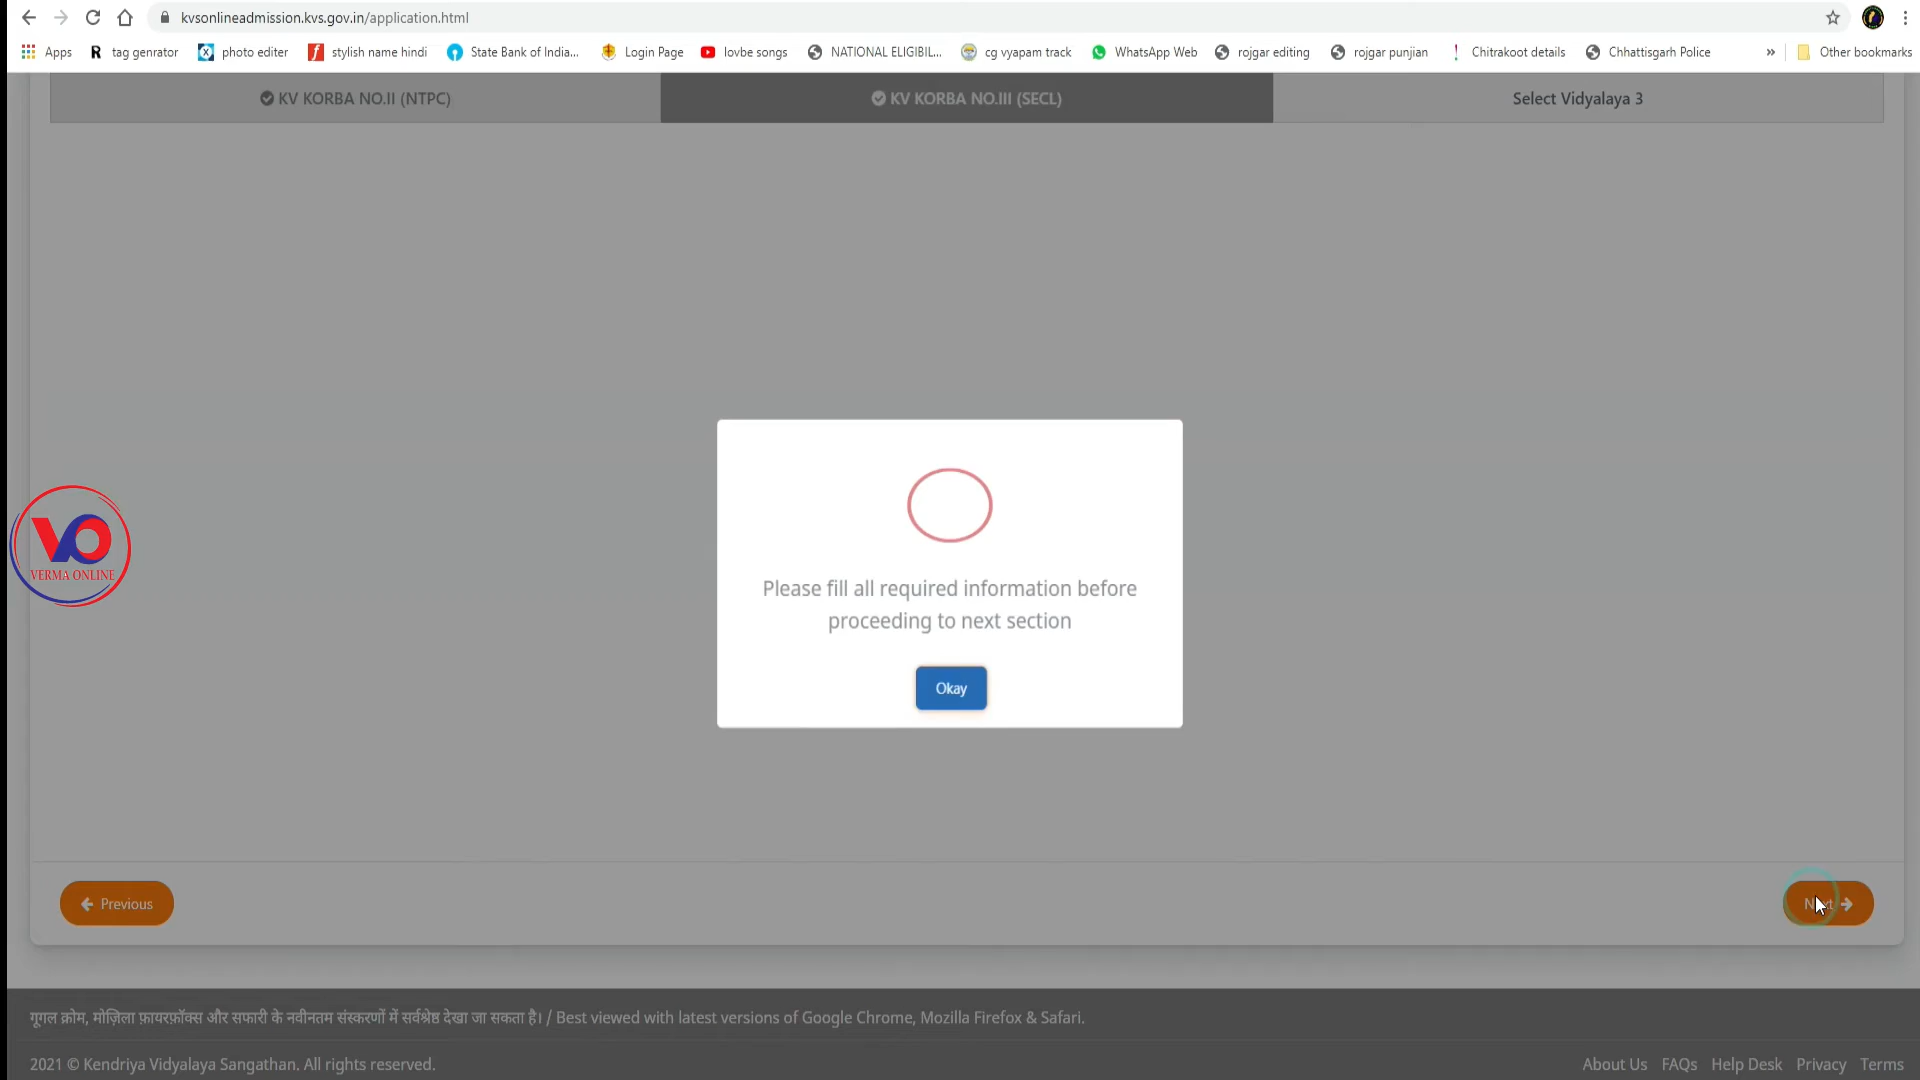 kvsonlineadmission.kvs.gov.in/application.html
Apps R tag genrator photo editer f stylish name hindi State Bank of India... Login Page lovbe songs NATIONAL ELIGIBIL... cg vyapam track WhatsApp Web rojgar editing rojgar punjian ! Chitrakoot details Chhattisgarh Police » Other bookmarks
KV KORBA NO.II (NTPC) KV KORBA NO.III (SECL) Select Vidyalaya 3
VO
VERMA ONLINE
Please fill all required information before
proceeding to next section
Okay
Previous Next
गूगल क्रोम, मोज़िला फ़ायरफ़ॉक्स और सफारी के नवीनतम संस्करणों में सर्वश्रेष्ठ देखा जा सकता है। / Best viewed with latest versions of Google Chrome, Mozilla Firefox & Safari.
2021 © Kendriya Vidyalaya Sangathan. All rights reserved. About Us FAQs Help Desk Privacy Terms